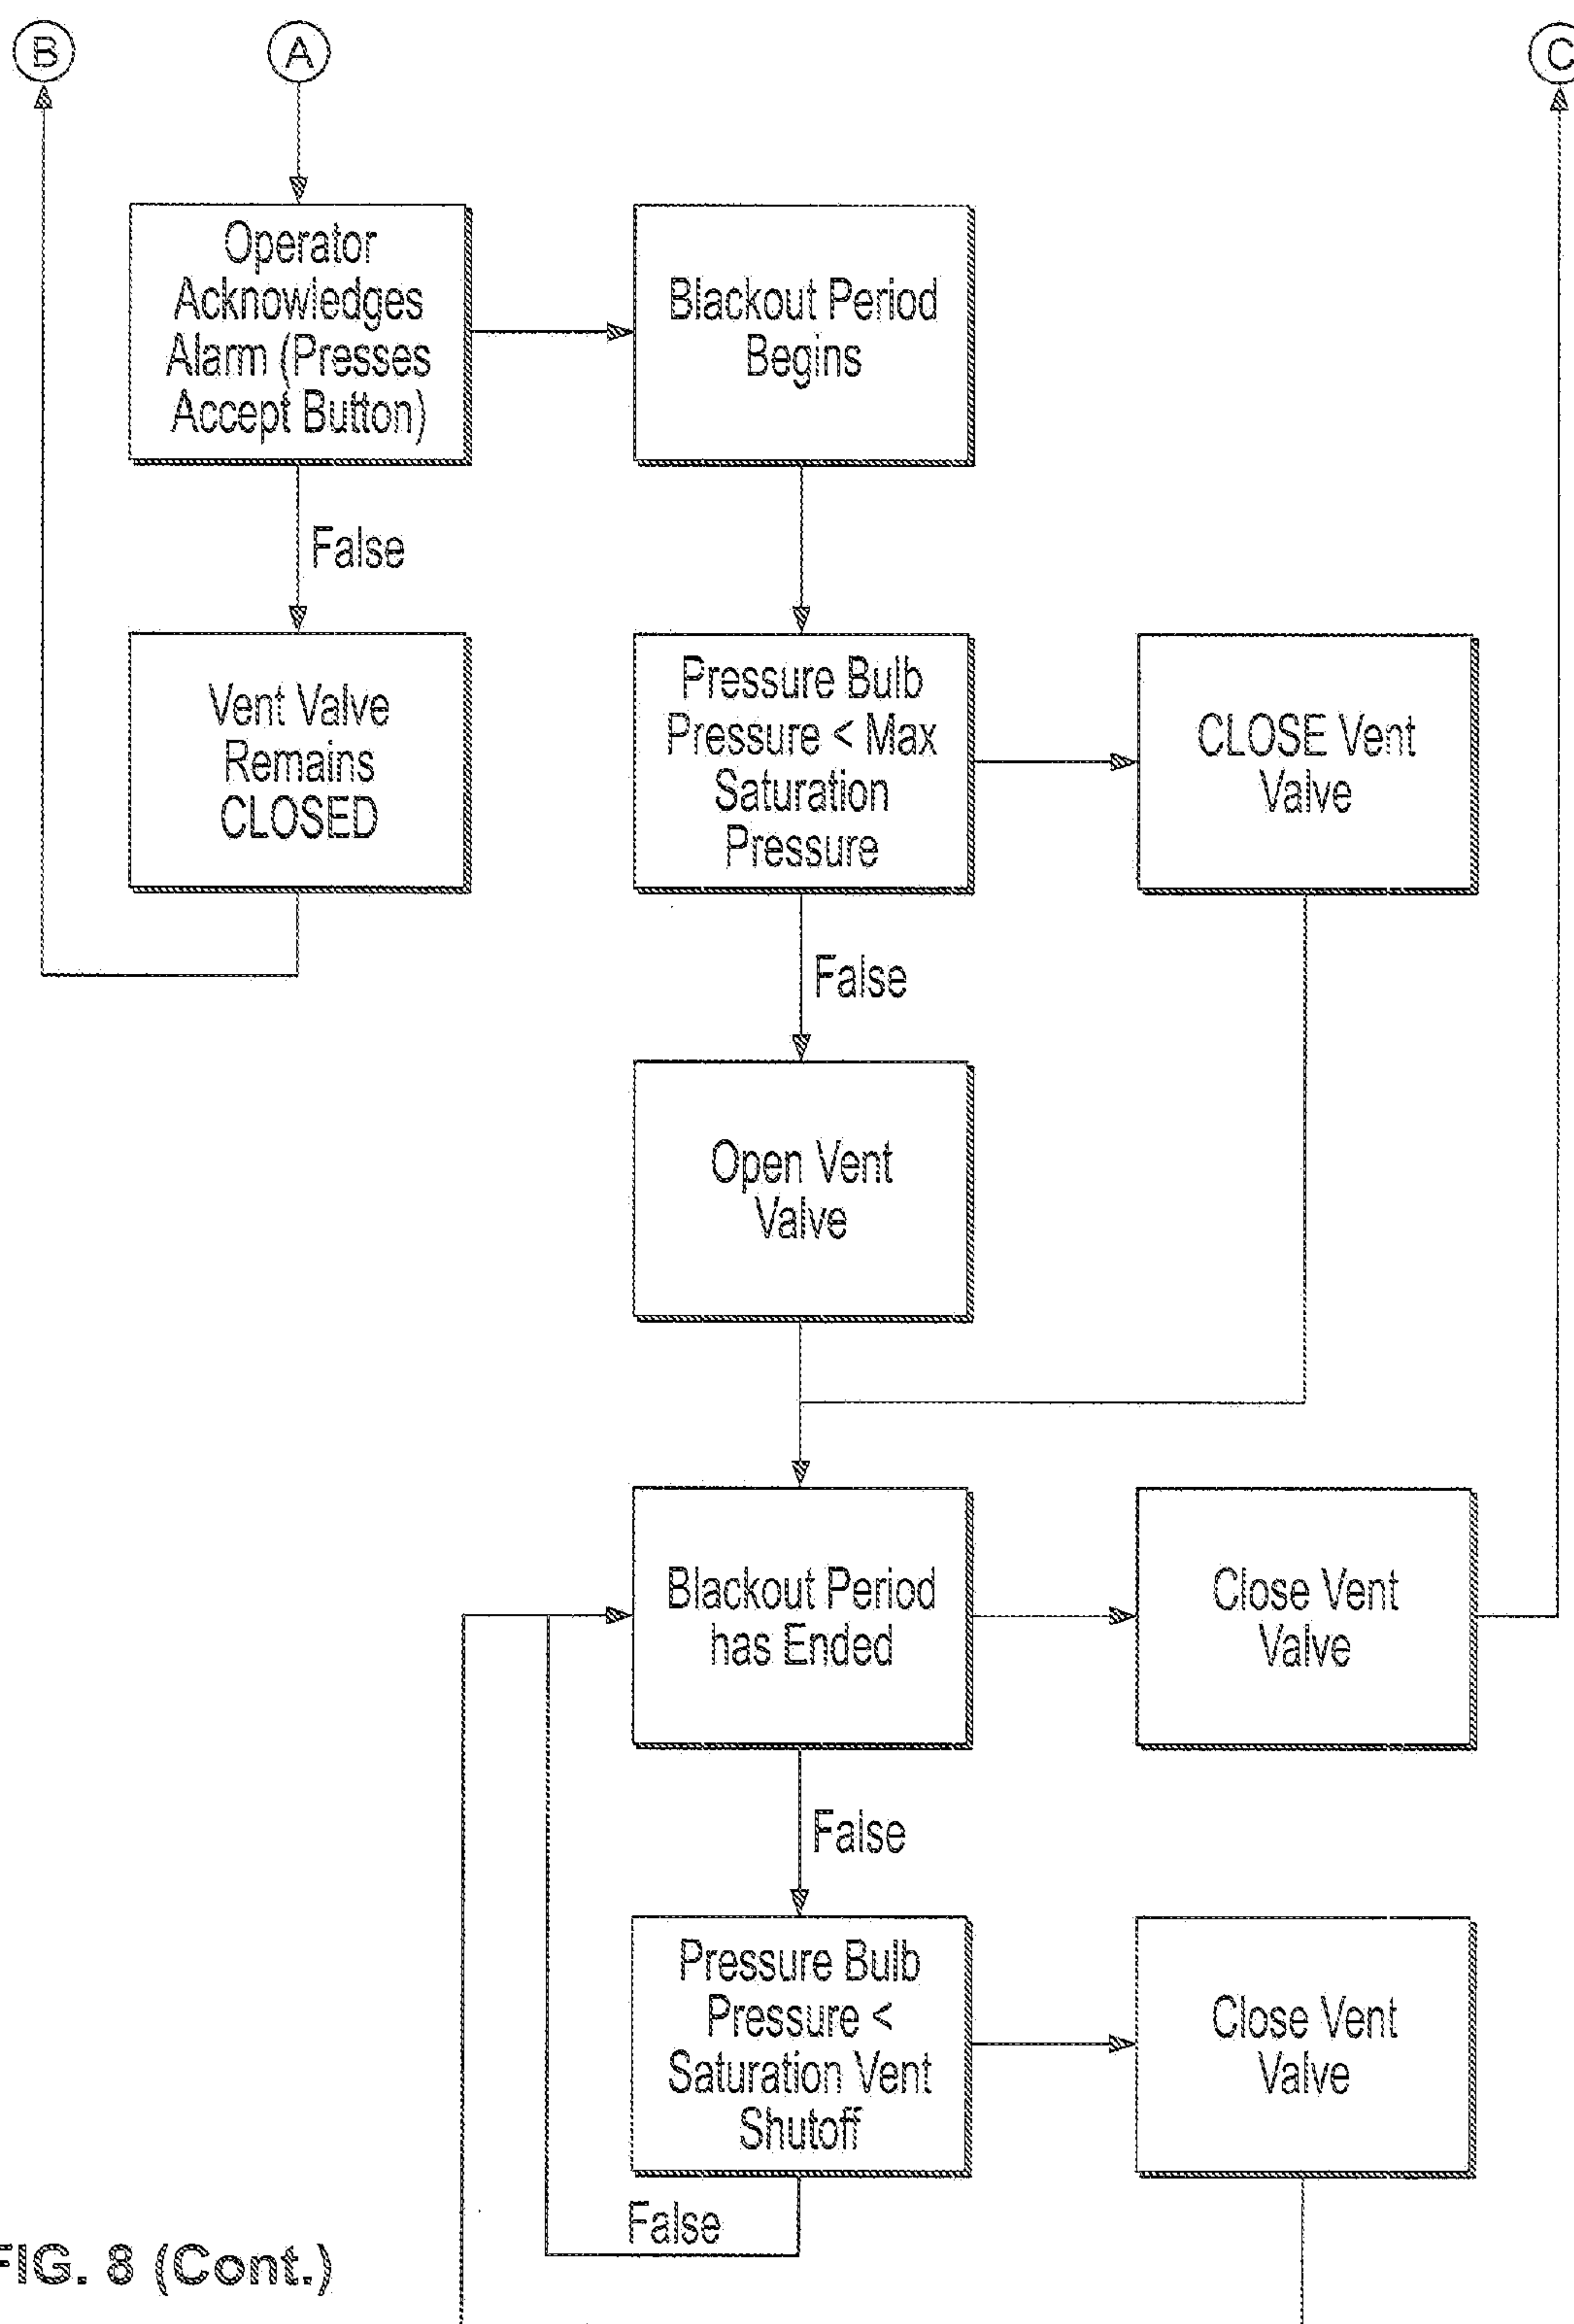 B
A
C
Operator
Acknowledges
Alarm (Presses
Accept Button)
Blackout Period
Begins
False
Vent Valve
Remains
CLOSED
Pressure Bulb
Pressure < Max
Saturation
Pressure
CLOSE Vent
Valve
False
Open Vent
Valve
Blackout Period
has Ended
Close Vent
Valve
False
Pressure Bulb
Pressure <
Saturation Vent
Shutoff
Close Vent
Valve
False
FIG. 8 (Cont.)